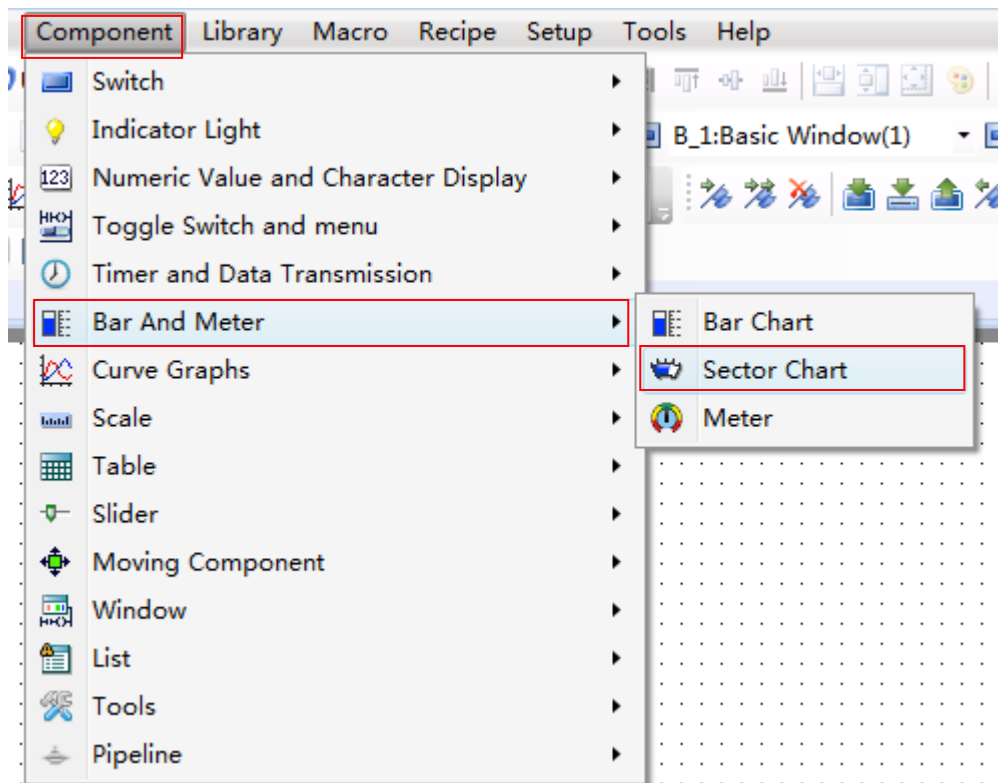 Component Library Macro Recipe Setup Tools Help
Switch
Indicator Light
B_1:Basic Window(1)
123 Numeric Value and Character Display
Toggle Switch and menu
Timer and Data Transmission
Bar And Meter
Bar Chart
Curve Graphs
Sector Chart
Scale
Meter
Table
Slider
Moving Component
Window
List
Tools
Pipeline